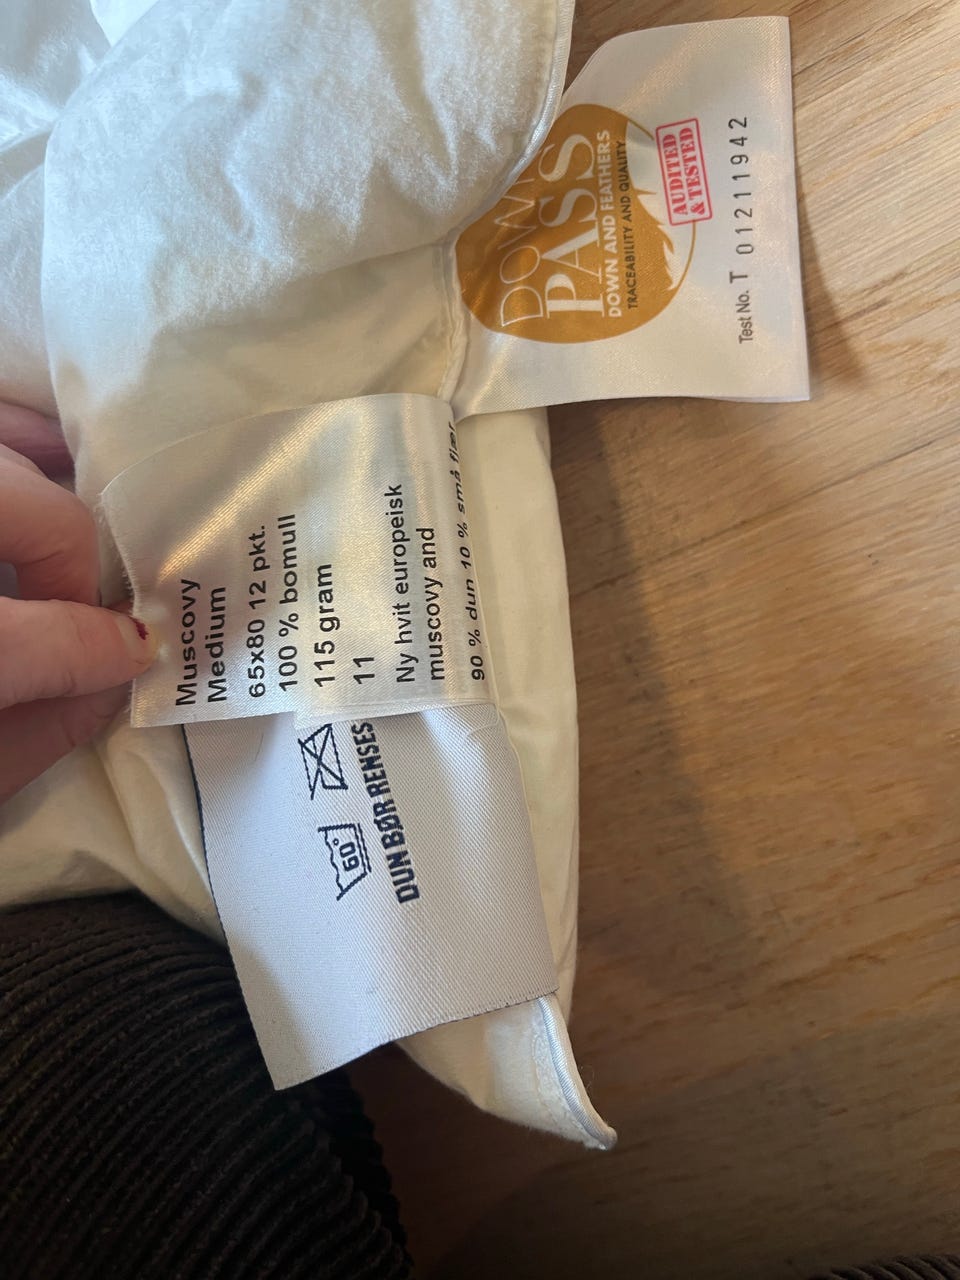 DOWN
PASS
DOWN AND FEATHERS
TRACEABILITY AND QUALITY
AUDITED
& TESTED
Test No. T 01211942
Muscovy
Medium
65x80 12 pkt.
100 % bomull
115 gram
11
Ny hvit europeisk
muscovy and
90 % dun 10 % små fjær
60°
DUN BØR RENSES